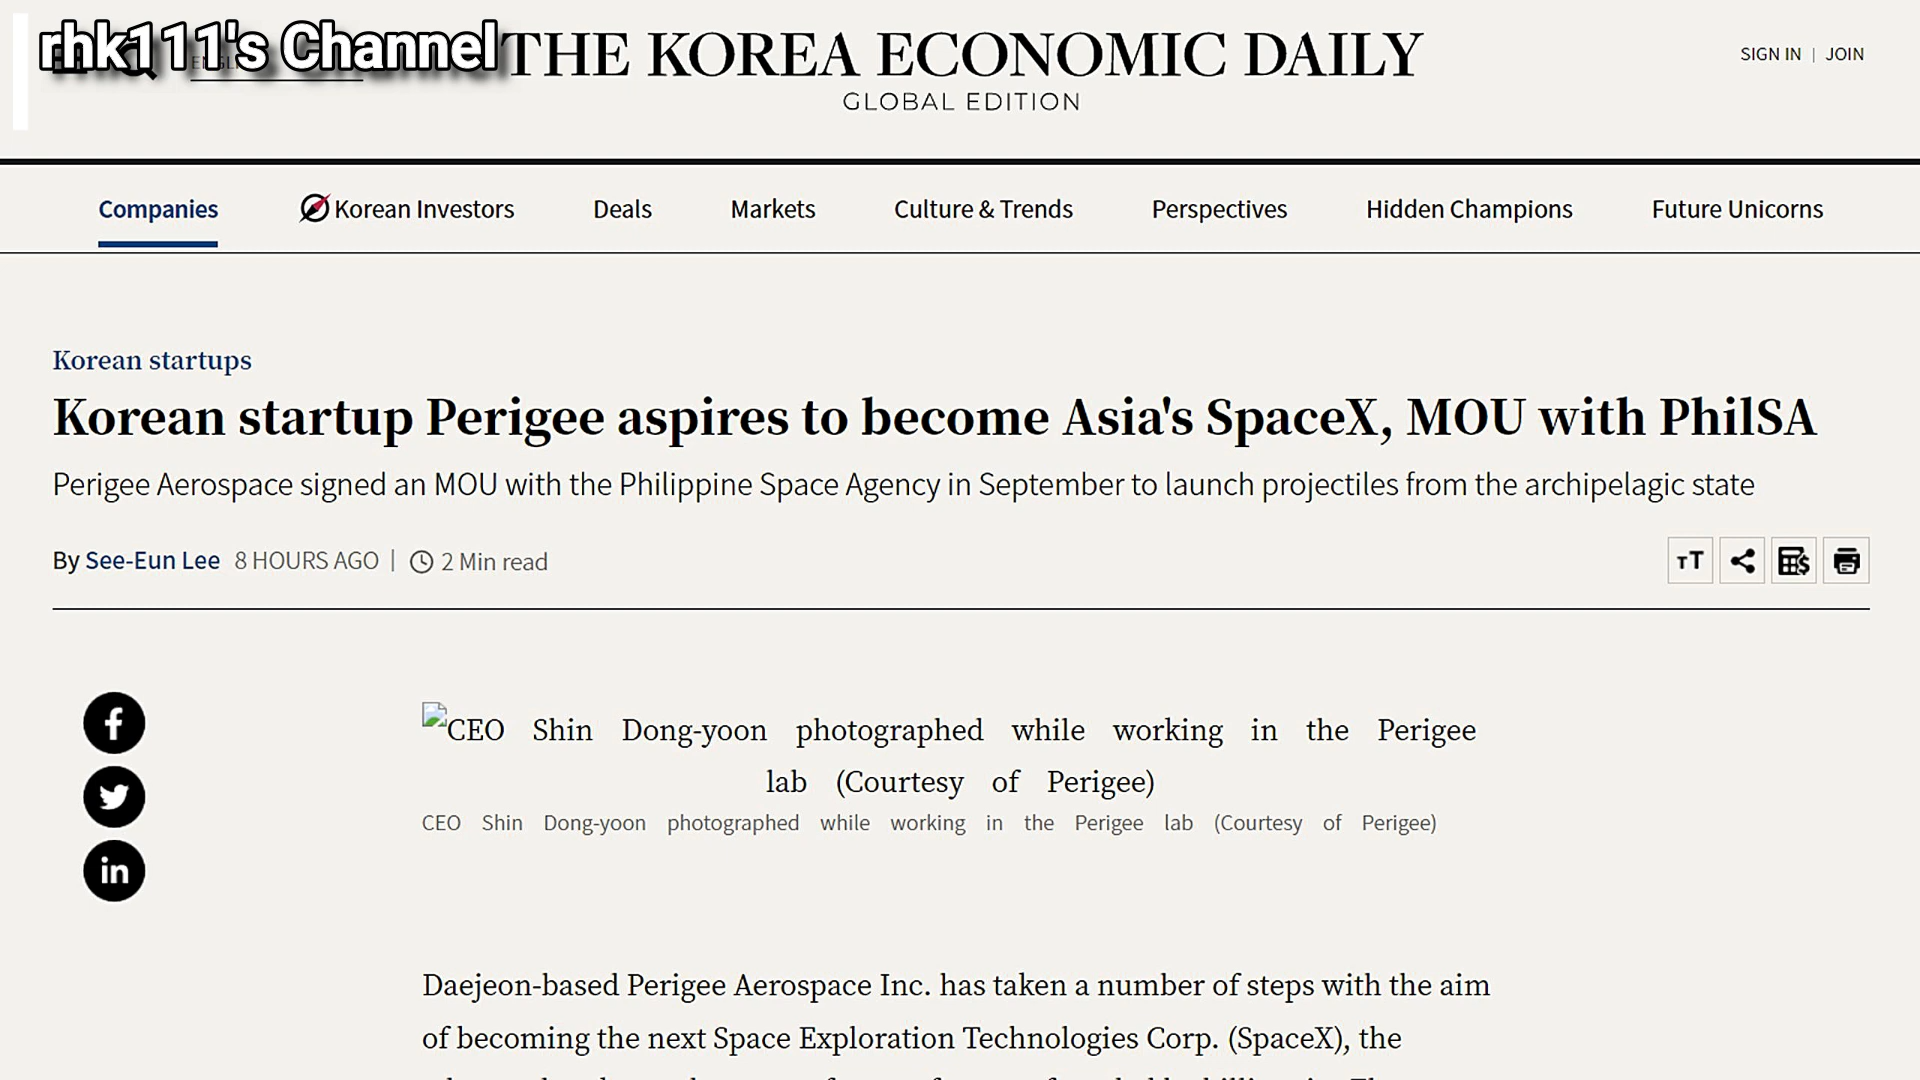 rhk111's Channel
THE KOREA ECONOMIC DAILY
SIGN IN | JOIN
GLOBAL EDITION
Companies
Korean Investors
Deals
Markets
Culture & Trends
Perspectives
Hidden Champions
Future Unicorns
Korean startups
Korean startup Perigee aspires to become Asia's SpaceX, MOU with PhilSA
Perigee Aerospace signed an MOU with the Philippine Space Agency in September to launch projectiles from the archipelagic state
By See-Eun Lee 8 HOURS AGO | 2 Min read
CEO Shin Dong-yoon photographed while working in the Perigee
lab (Courtesy of Perigee)
CEO Shin Dong-yoon photographed while working in the Perigee lab (Courtesy of Perigee)
Daejeon-based Perigee Aerospace Inc. has taken a number of steps with the aim
of becoming the next Space Exploration Technologies Corp. (SpaceX), the